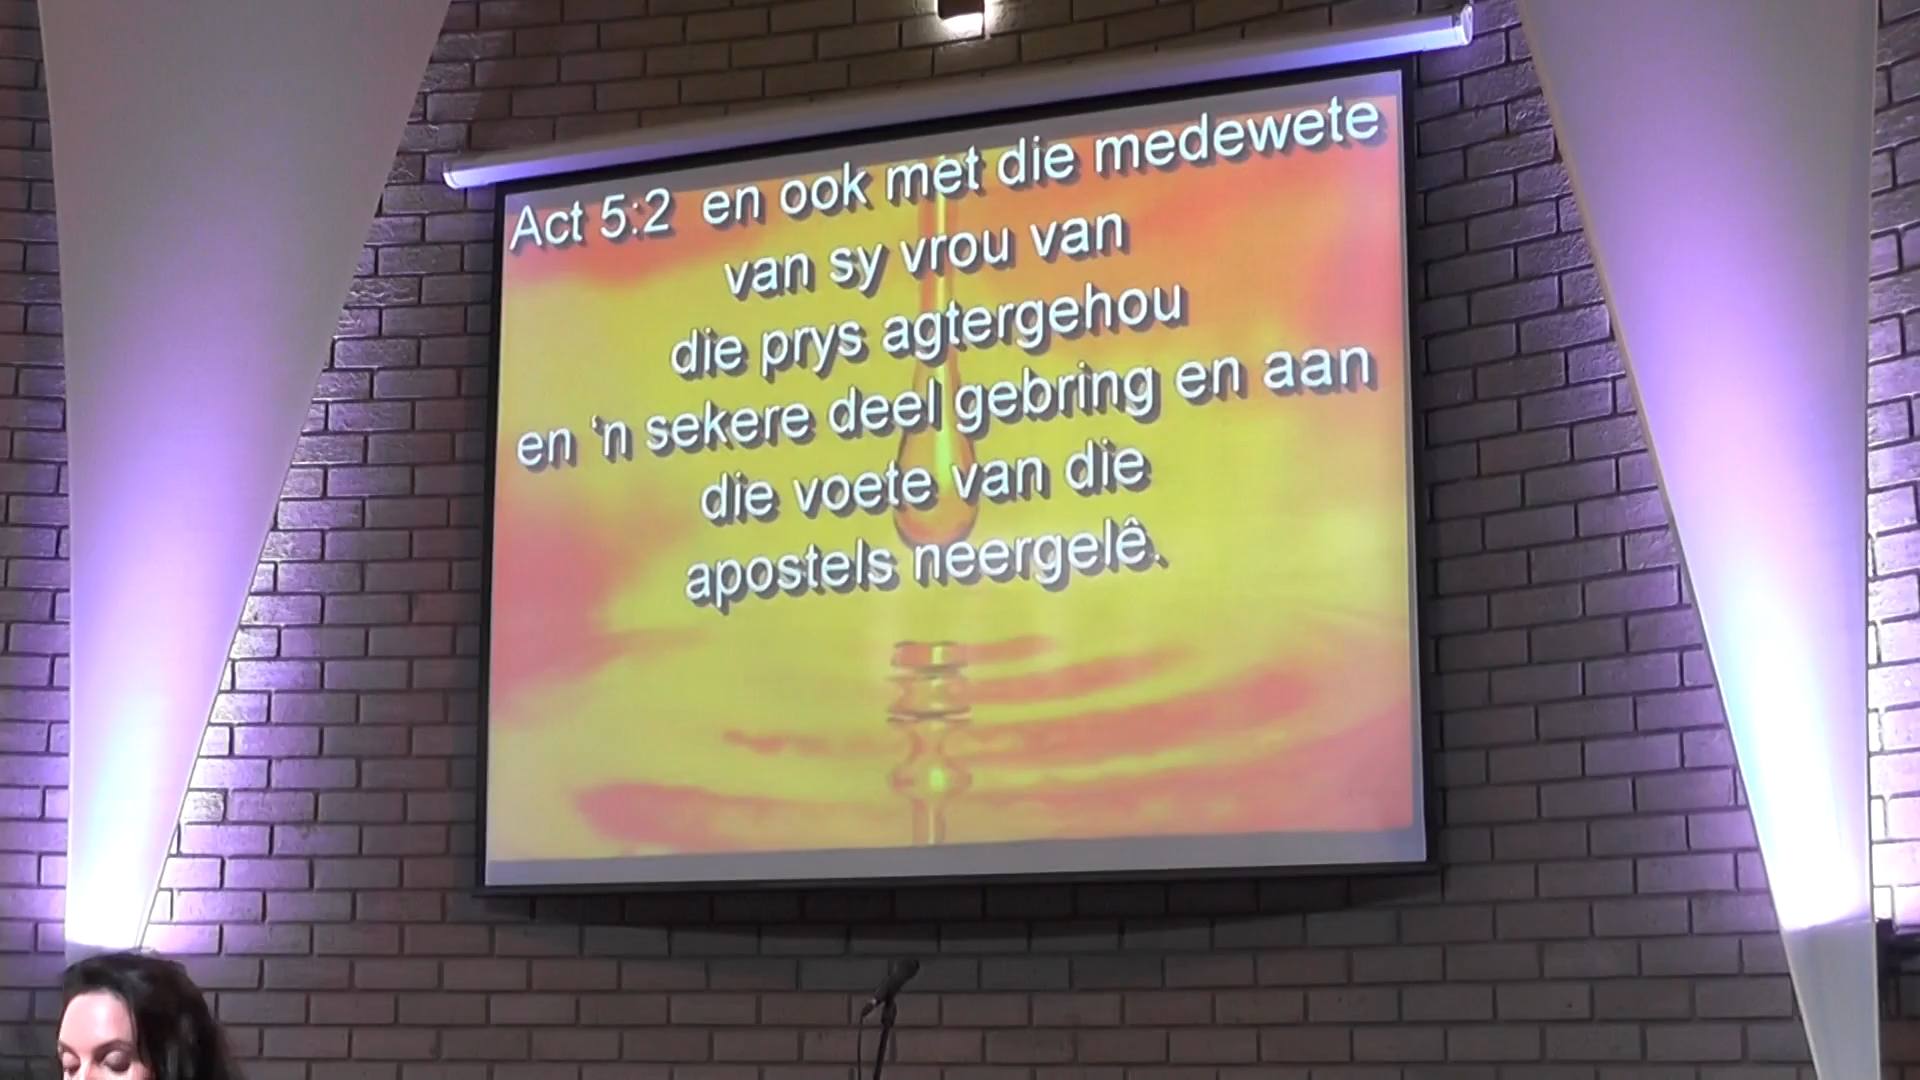 Act 5:2 en ook met die medewete
van sy vrou van
die prys agtergehou
en ‘n sekere deel gebring en aan
die voete van die
apostels neergelê.